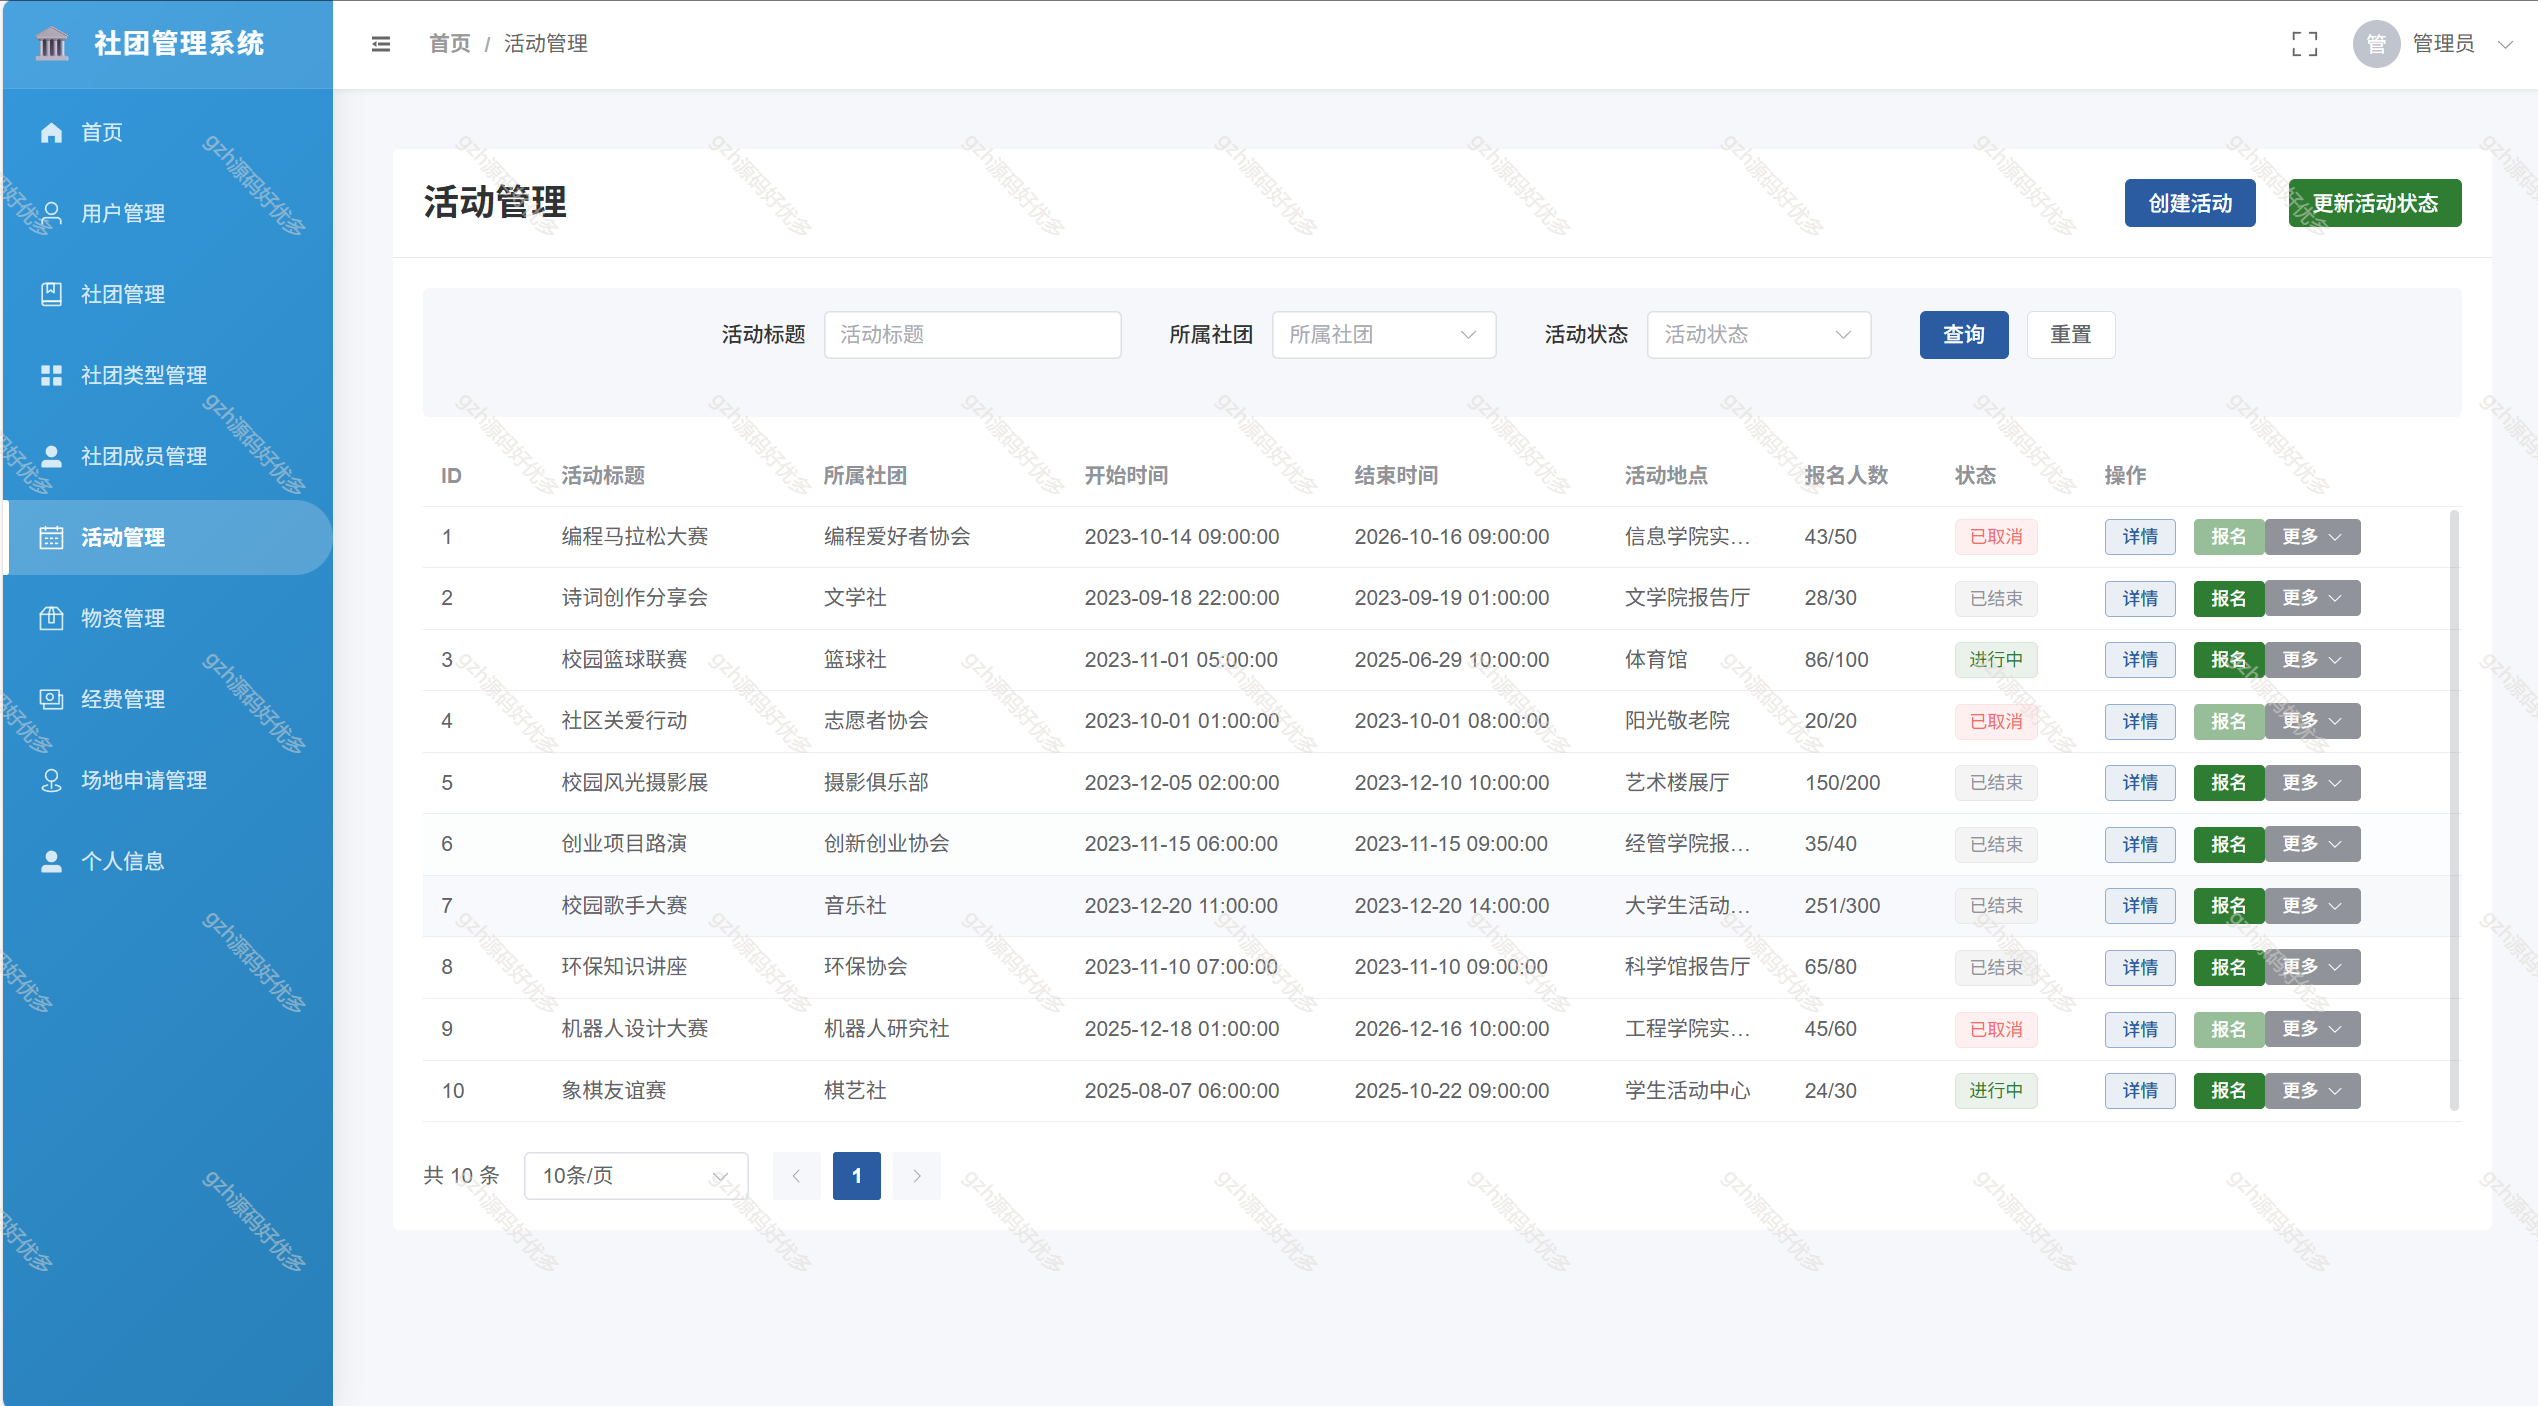 社团管理系统
首页 / 活动管理
管 管理员
首页
用户管理
社团管理
社团类型管理
社团成员管理
活动管理
物资管理
经费管理
场地申请管理
个人信息
活动管理
创建活动 更新活动状态
活动标题 活动标题 所属社团 所属社团 活动状态 活动状态 查询 重置
ID 活动标题 所属社团 开始时间 结束时间 活动地点 报名人数 状态 操作
1 编程马拉松大赛 编程爱好者协会 2023-10-14 09:00:00 2026-10-16 09:00:00 信息学院实… 43/50 已取消 详情 报名 更多
2 诗词创作分享会 文学社 2023-09-18 22:00:00 2023-09-19 01:00:00 文学院报告厅 28/30 已结束 详情 报名 更多
3 校园篮球联赛 篮球社 2023-11-01 05:00:00 2025-06-29 10:00:00 体育馆 86/100 进行中 详情 报名 更多
4 社区关爱行动 志愿者协会 2023-10-01 01:00:00 2023-10-01 08:00:00 阳光敬老院 20/20 已取消 详情 报名 更多
5 校园风光摄影展 摄影俱乐部 2023-12-05 02:00:00 2023-12-10 10:00:00 艺术楼展厅 150/200 已结束 详情 报名 更多
6 创业项目路演 创新创业协会 2023-11-15 06:00:00 2023-11-15 09:00:00 经管学院报… 35/40 已结束 详情 报名 更多
7 校园歌手大赛 音乐社 2023-12-20 11:00:00 2023-12-20 14:00:00 大学生活动… 251/300 已结束 详情 报名 更多
8 环保知识讲座 环保协会 2023-11-10 07:00:00 2023-11-10 09:00:00 科学馆报告厅 65/80 已结束 详情 报名 更多
9 机器人设计大赛 机器人研究社 2025-12-18 01:00:00 2026-12-16 10:00:00 工程学院实… 45/60 已取消 详情 报名 更多
10 象棋友谊赛 棋艺社 2025-08-07 06:00:00 2025-10-22 09:00:00 学生活动中心 24/30 进行中 详情 报名 更多
共 10 条 10条/页 1
gzh源码好优多